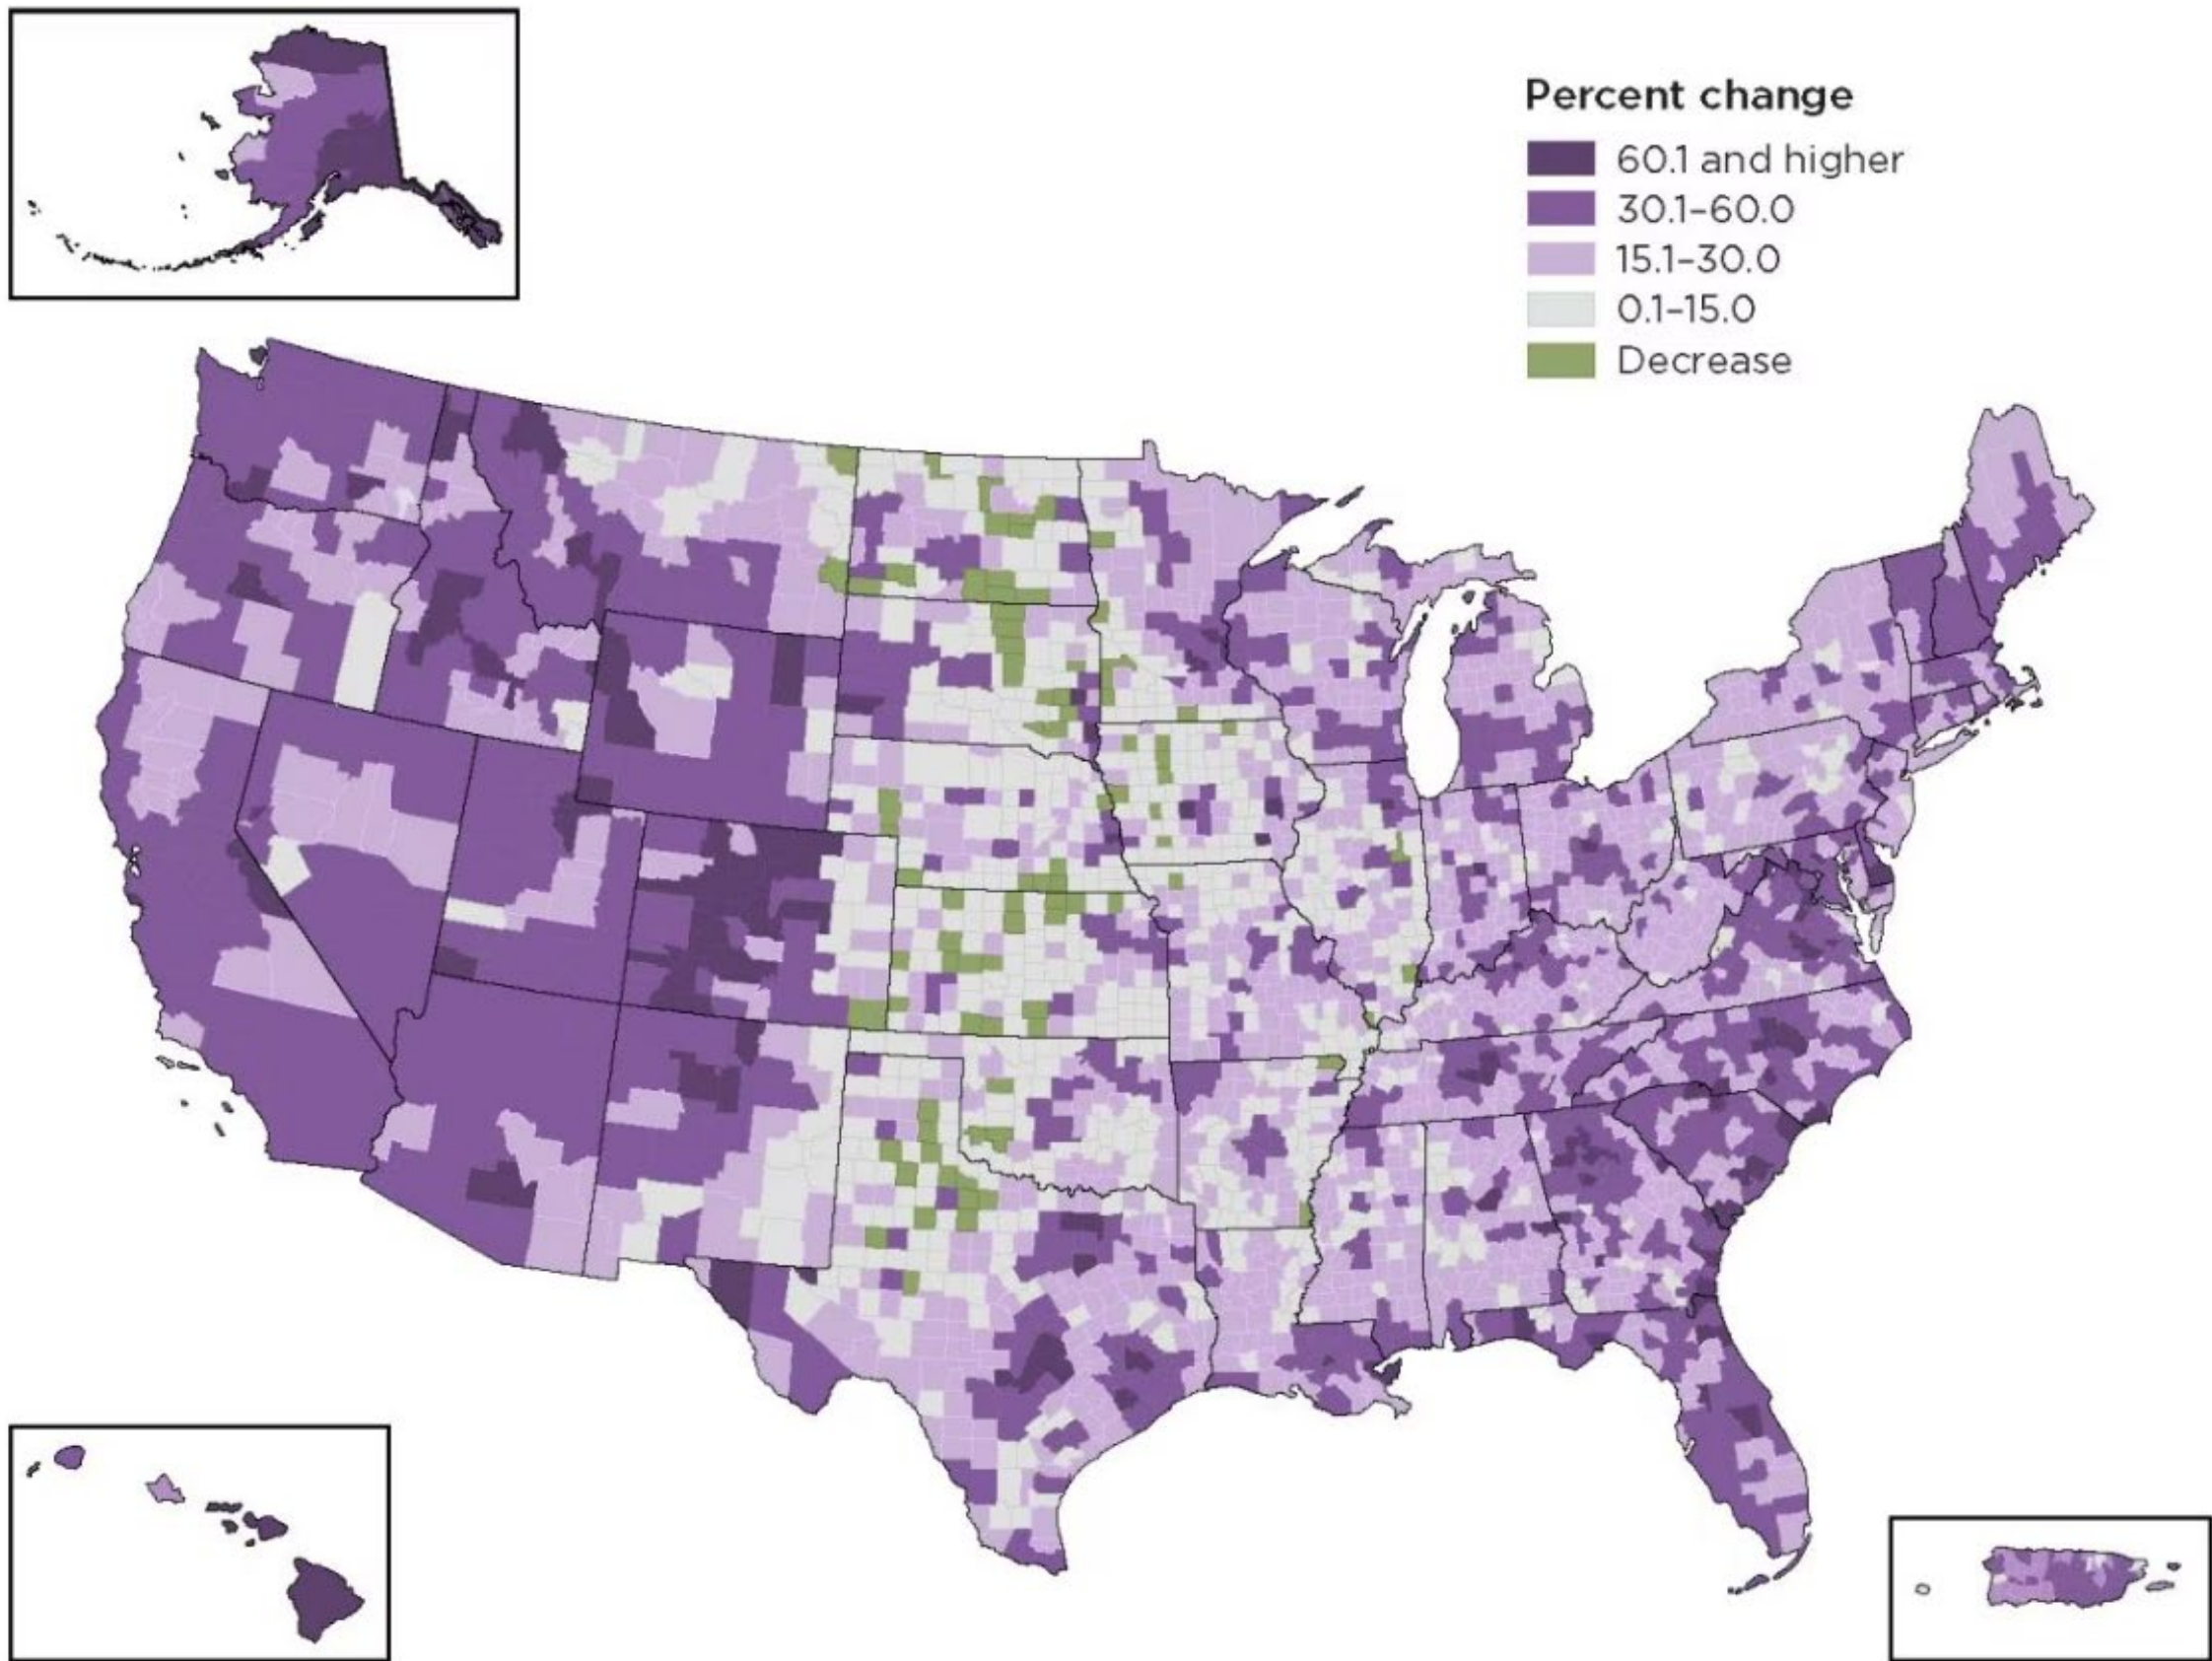 Percent change
60.1 and higher
30.1–60.0
15.1–30.0
0.1–15.0
Decrease